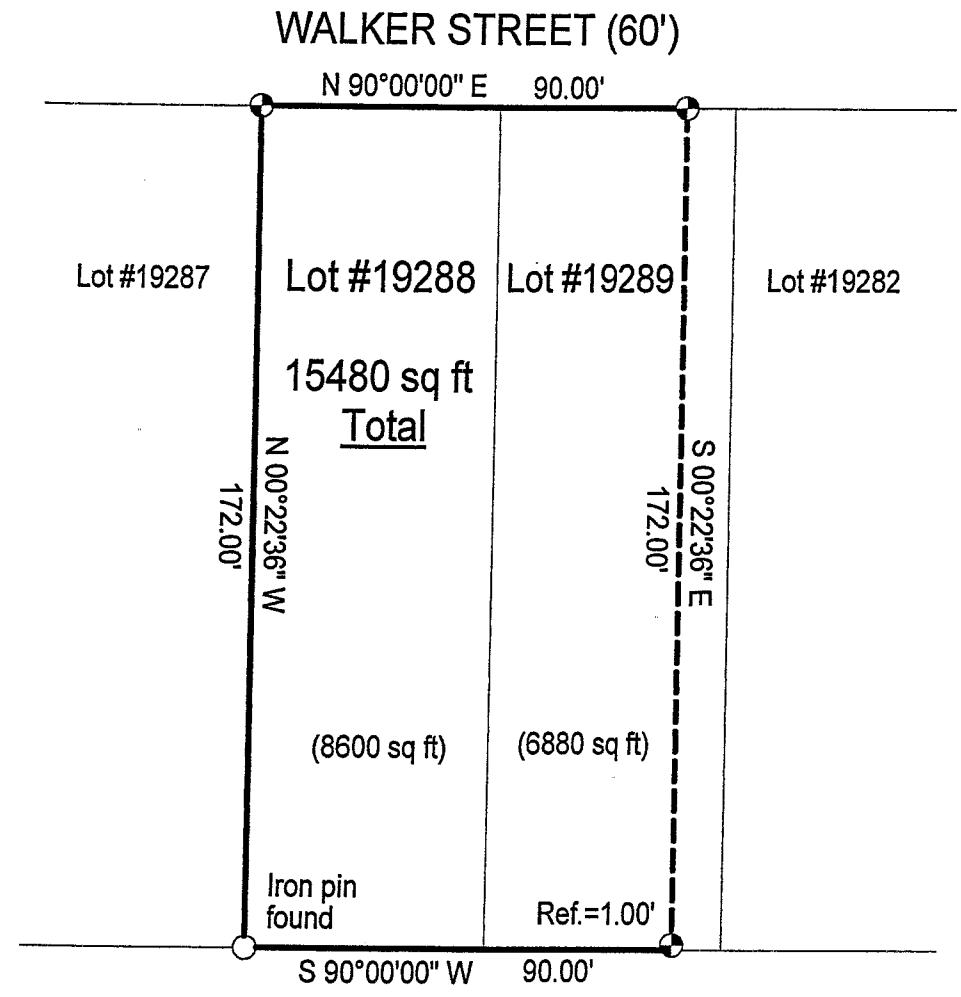 WALKER STREET (60')
N 90°00'00" E 90.00'
Lot #19287
Lot #19288
Lot #19289
Lot #19282
15480 sq ft
Total
N 00°22'36" W
172.00'
S 00°22'36" E
172.00'
(8600 sq ft)
(6880 sq ft)
Iron pin
found
Ref.=1.00'
S 90°00'00" W 90.00'